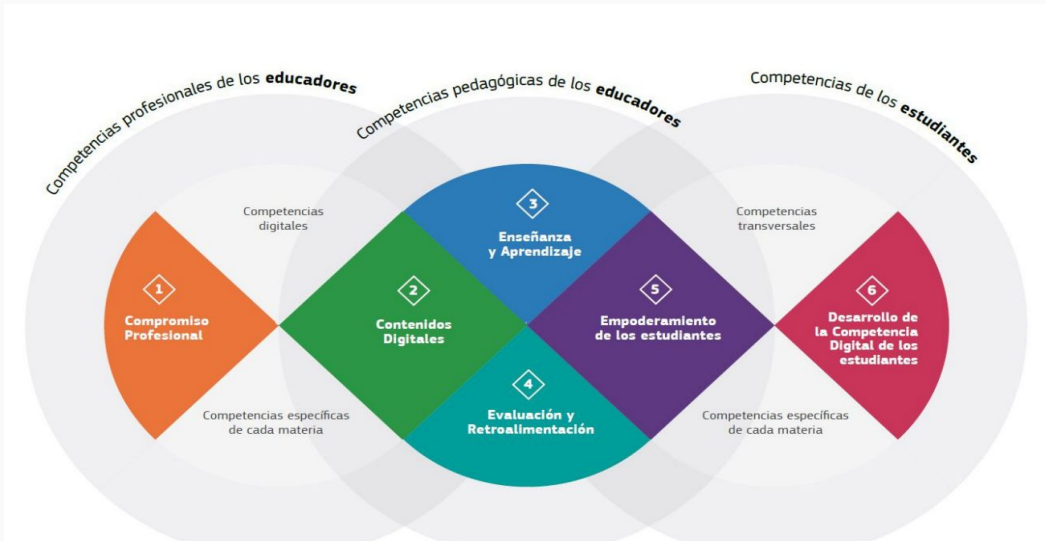 Competencias profesionales de los educadores
Competencias pedagógicas de los educadores
Competencias de los estudiantes
Competencias
digitales
3
Enseñanza
y Aprendizaje
Competencias
transversales
1
Compromiso
Profesional
2
Contenidos
Digitales
5
Empoderamiento
de los estudiantes
6
Desarrollo de
la Competencia
Digital de los
estudiantes
4
Evaluación y
Retroalimentación
Competencias específicas
de cada materia
Competencias específicas
de cada materia